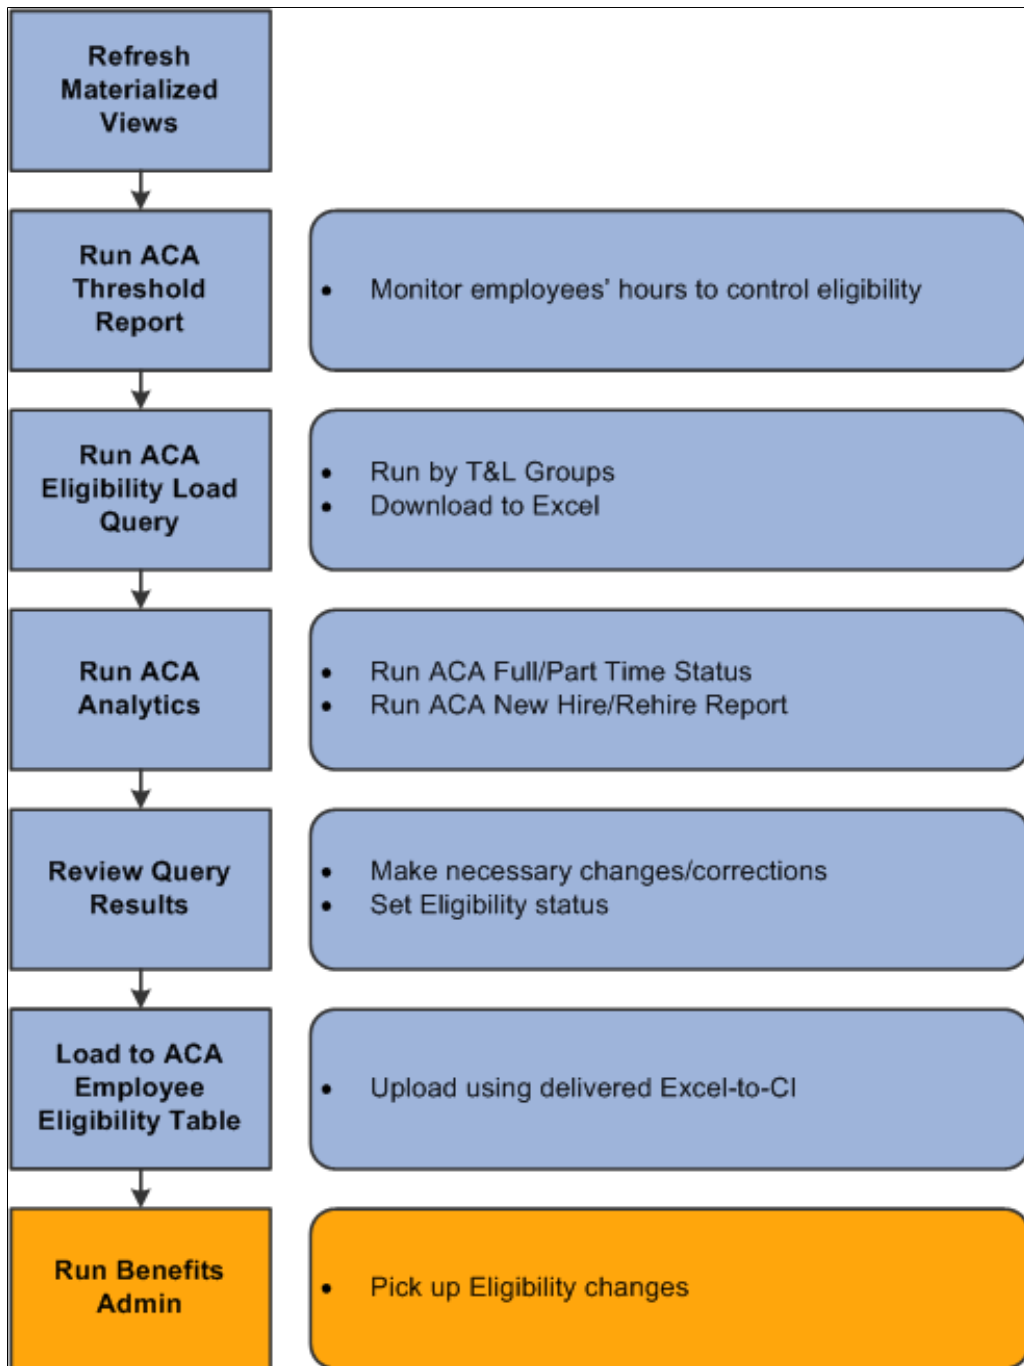 Refresh
Materialized
Views
Run ACA
Threshold
Report
• Monitor employees' hours to control eligibility
Run ACA
Eligibility Load
Query
• Run by T&L Groups
• Download to Excel
Run ACA
Analytics
• Run ACA Full/Part Time Status
• Run ACA New Hire/Rehire Report
Review Query
Results
• Make necessary changes/corrections
• Set Eligibility status
Load to ACA
Employee
Eligibility Table
• Upload using delivered Excel-to-CI
Run Benefits
Admin
• Pick up Eligibility changes